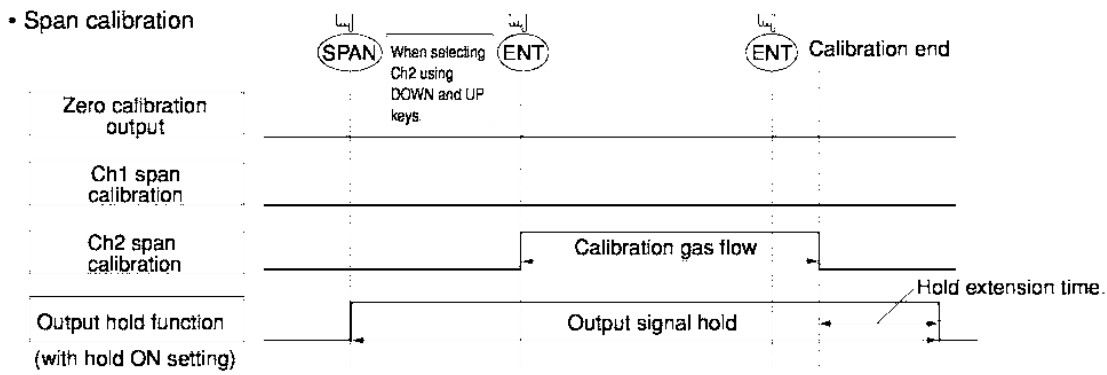 • Span calibration
SPAN
When selecting
Ch2 using
DOWN and UP
keys.
ENT
ENT
Calibration end
Zero calibration
output
Ch1 span
calibration
Ch2 span
calibration
Calibration gas flow
Hold extension time.
Output hold function
(with hold ON setting)
Output signal hold